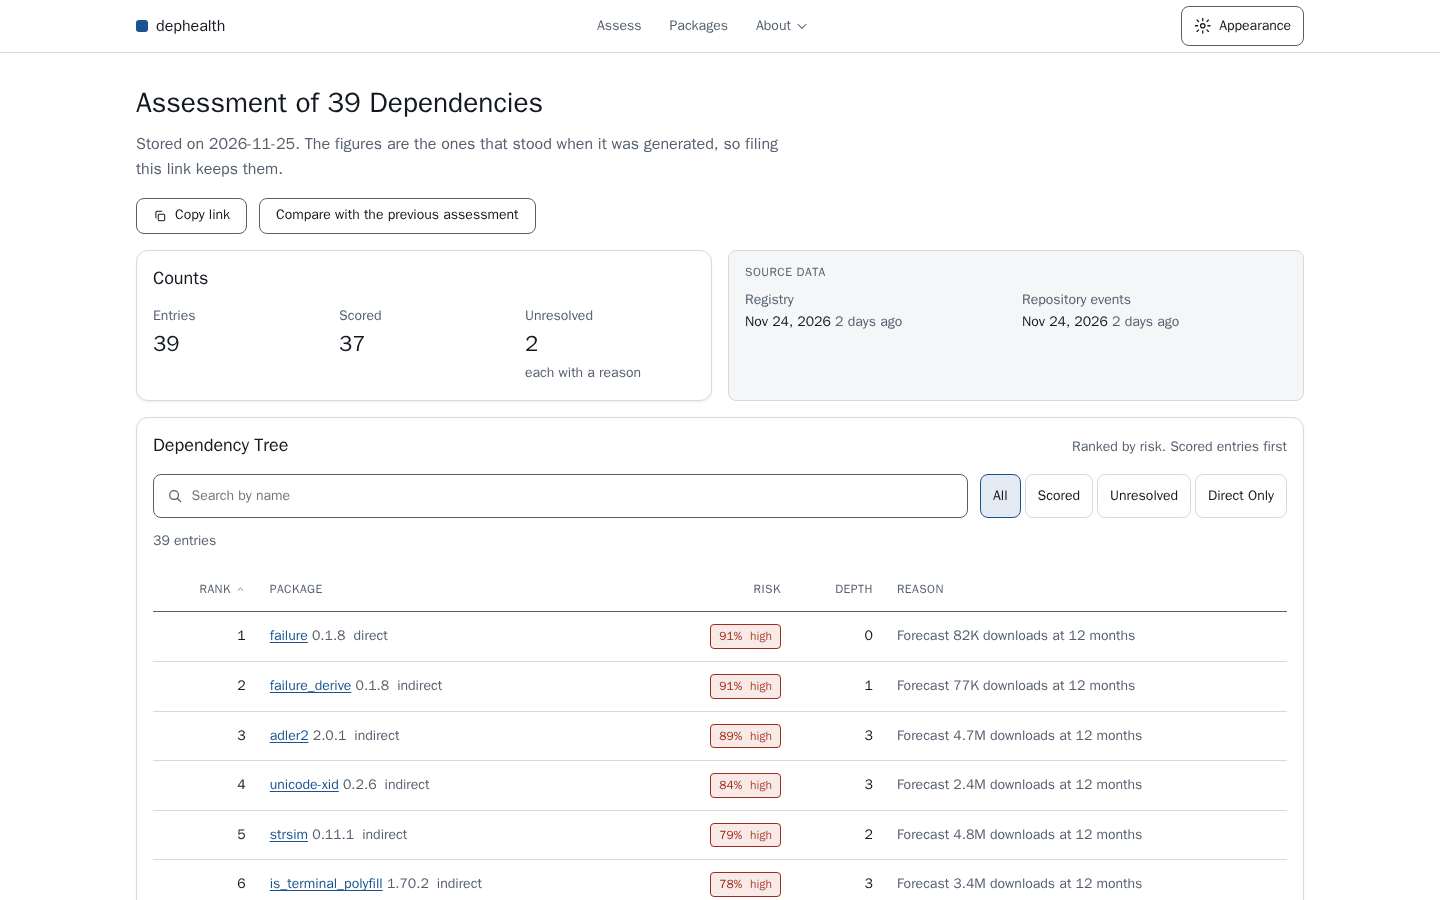 dephealth
Assess
Packages
About
Appearance
Assessment of 39 Dependencies
Stored on 2026-11-25. The figures are the ones that stood when it was generated, so filing
this link keeps them.
Copy link
Compare with the previous assessment
Counts
Entries
39
Scored
37
Unresolved
2
each with a reason
SOURCE DATA
Registry
Nov 24, 2026 2 days ago
Repository events
Nov 24, 2026 2 days ago
Dependency Tree
Ranked by risk. Scored entries first
Search by name
All
Scored
Unresolved
Direct Only
39 entries
RANK PACKAGE RISK DEPTH REASON
1 failure 0.1.8 direct 91% high 0 Forecast 82K downloads at 12 months
2 failure_derive 0.1.8 indirect 91% high 1 Forecast 77K downloads at 12 months
3 adler2 2.0.1 indirect 89% high 3 Forecast 4.7M downloads at 12 months
4 unicode-xid 0.2.6 indirect 84% high 3 Forecast 2.4M downloads at 12 months
5 strsim 0.11.1 indirect 79% high 2 Forecast 4.8M downloads at 12 months
6 is_terminal_polyfill 1.70.2 indirect 78% high 3 Forecast 3.4M downloads at 12 months